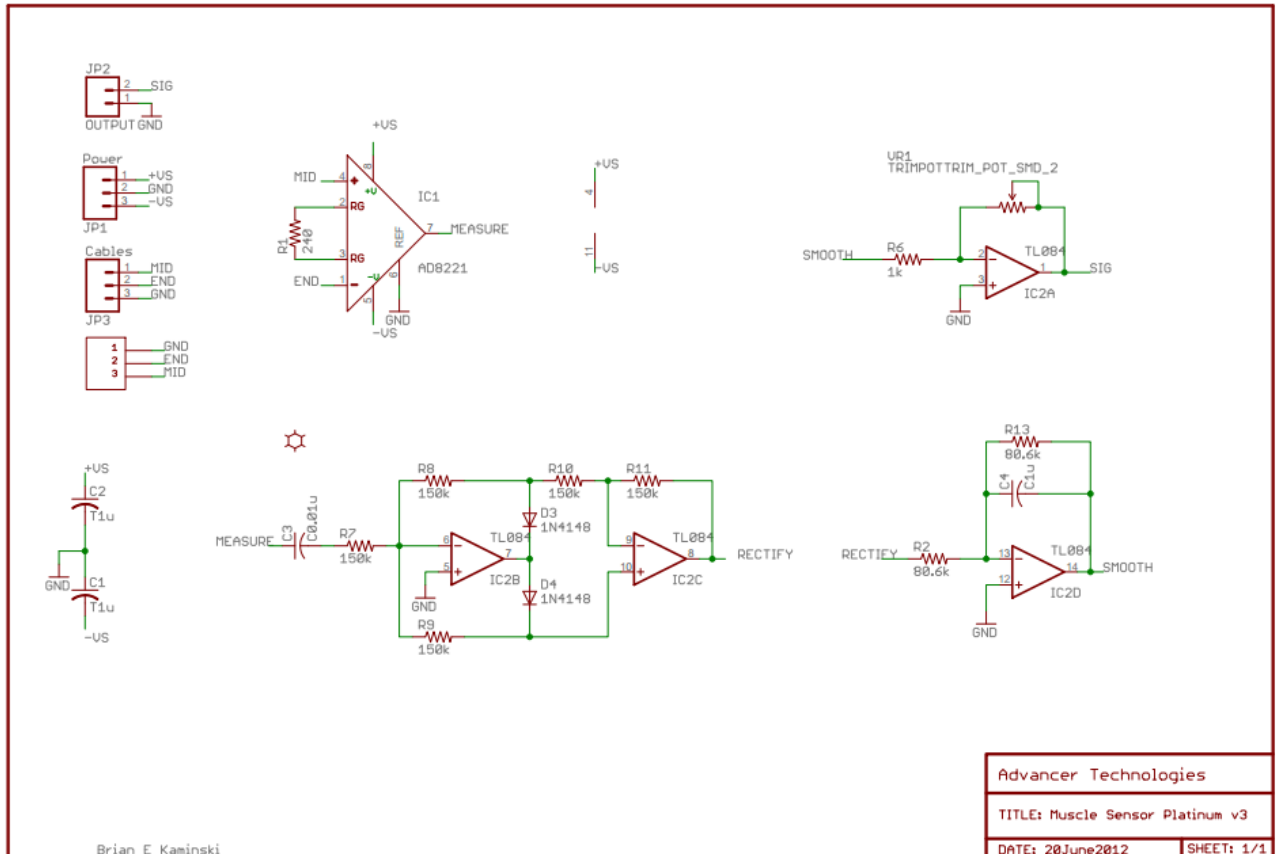 JP2
2 SIG
1
OUTPUT GND
Power
1 +VS
2 GND
3 -VS
JP1
Cables
1 MID
2 END
3 GND
JP3
1 GND
2 END
3 MID
+VS
8
MID 4 +
+V
IC1
2 RG
R1
240
REF
7 MEASURE
3 RG
AD8221
END 1 -
-V
6
5
GND
-VS
+VS
4
11
-VS
VR1
TRIMPOTTRIM_POT_SMD_2
SMOOTH
R6
1k
TL084
2 -
3 +
1 SIG
IC2A
GND
+VS
C2
T1u
GND
C1
T1u
-VS
MEASURE
C3
C0.01u
R7
150k
R8
150k
R10
150k
R11
150k
D3
1N4148
TL084
6 -
7
5 +
IC2B
GND
D4
1N4148
R9
150k
TL084
9 -
8
10 +
IC2C
RECTIFY
R13
80.6k
C4
C1u
RECTIFY
R2
80.6k
TL084
13 -
14 SMOOTH
12 +
IC2D
GND
Advancer Technologies
TITLE: Muscle Sensor Platinum v3
DATE: 20June2012 SHEET: 1/1
Brian E Kaminski